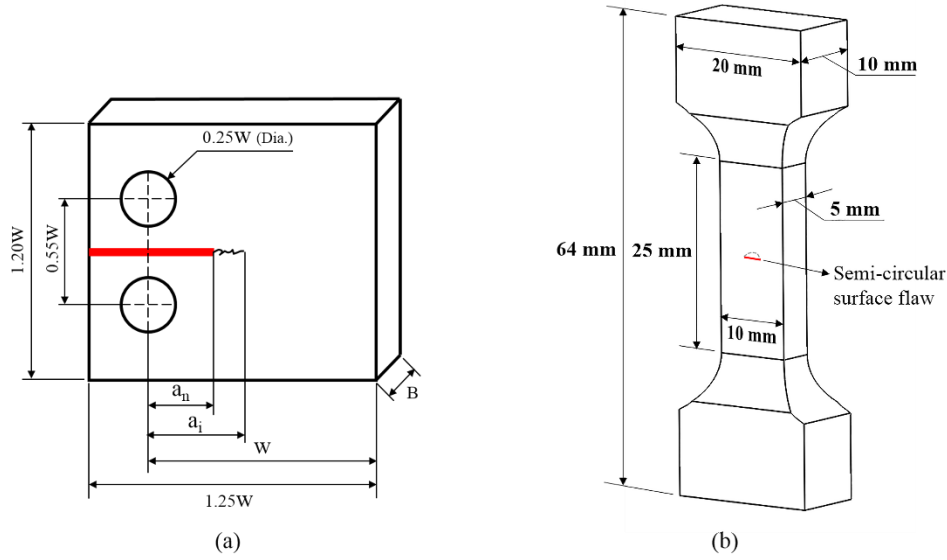 0.25W (Dia.)
1.20W
0.55W
a_n
a_i
W
B
1.25W
(a)
20 mm
10 mm
64 mm
25 mm
5 mm
Semi-circular
surface flaw
10 mm
(b)